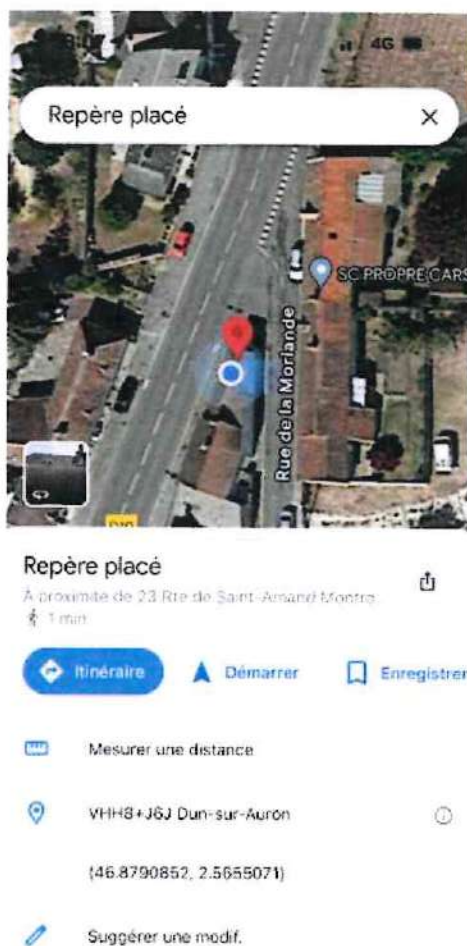 4G
Repère placé
SC PROPRE CARS
Rue de la Morlande
Repère placé
À proximité de 23 Rte de Saint-Amand Montro
1 min
Itinéraire
Démarrer
Enregistrer
Mesurer une distance
VHH8+J6J Dun-sur-Auron
(46.8790852, 2.5655071)
Suggérer une modif.